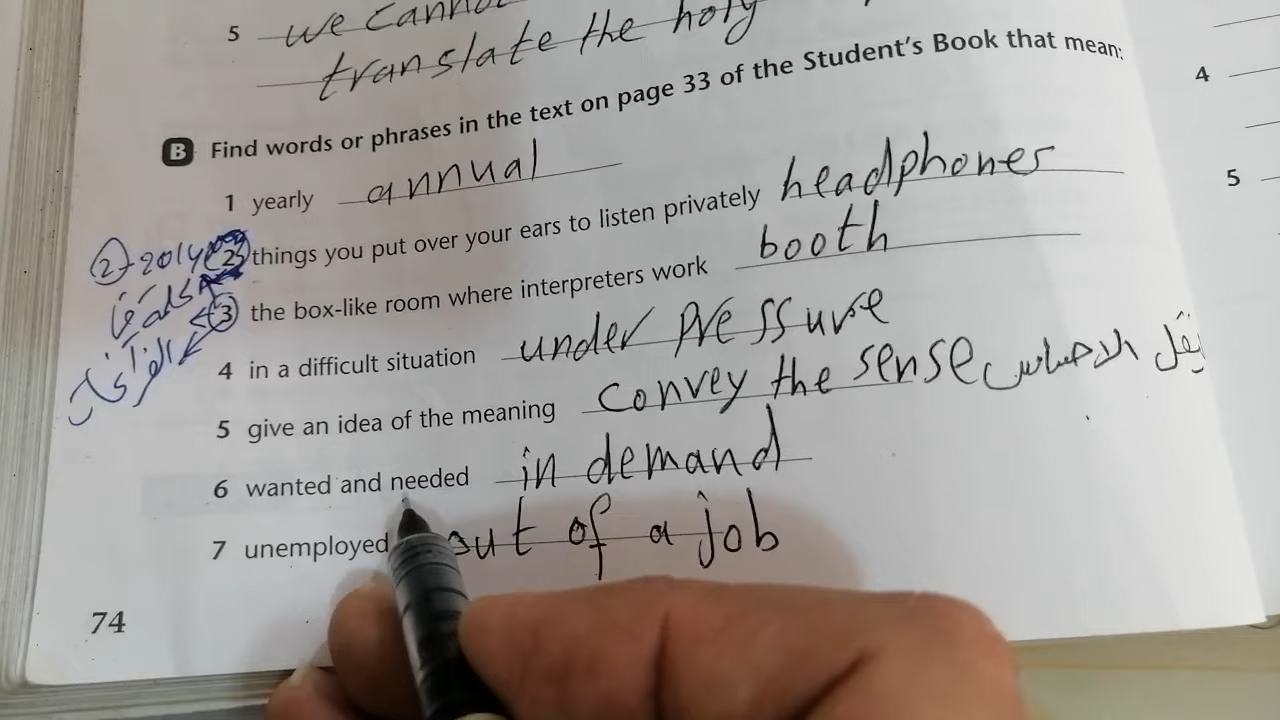 5 we cannot
translate the holy
B Find words or phrases in the text on page 33 of the Student's Book that mean:
1 yearly annual
2 things you put over your ears to listen privately headphones
3 the box-like room where interpreters work booth
4 in a difficult situation under pressure
5 give an idea of the meaning convey the sense ينقل الاحساس
6 wanted and needed in demand
7 unemployed out of a job
2 - 2014
74
4
5